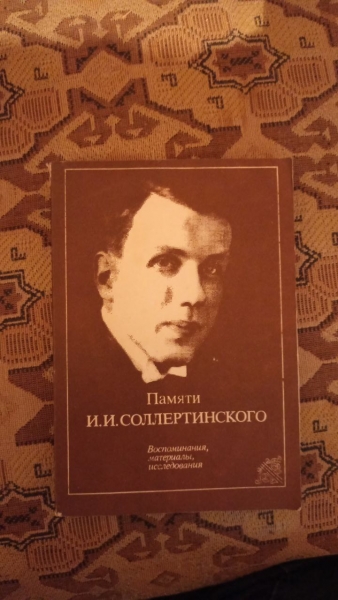 Памяти
И.И.СОЛЛЕРТИНСКОГО
Воспоминания,
материалы,
исследования